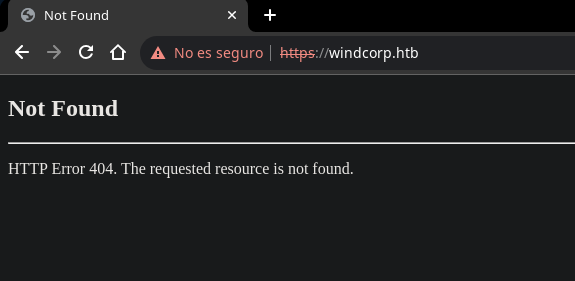 Not Found
No es seguro | https://windcorp.htb
Not Found
HTTP Error 404. The requested resource is not found.